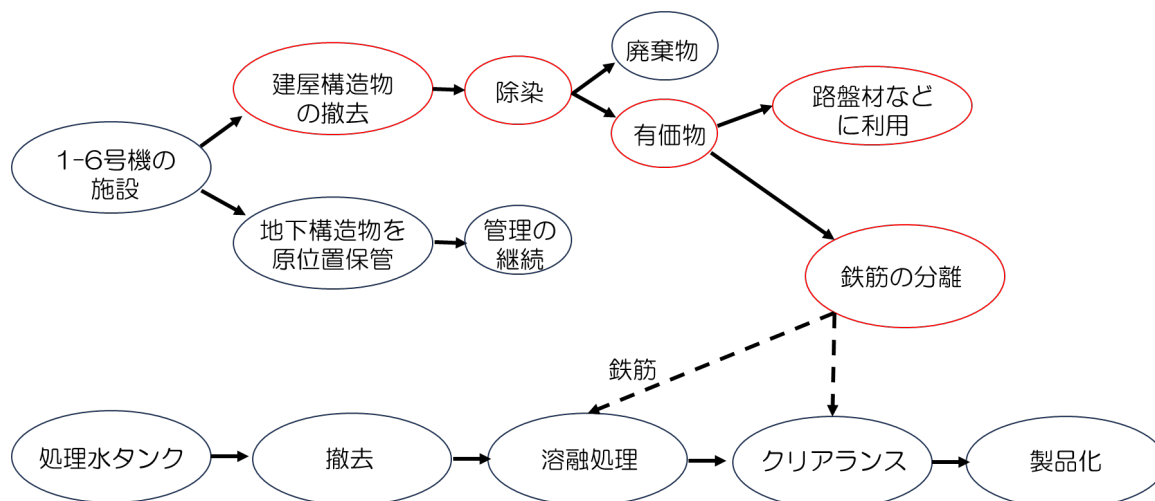 廃棄物
建屋構造物
の撤去
除染
路盤材など
に利用
有価物
1-6号機の
施設
地下構造物を
原位置保管
管理の
継続
鉄筋の分離
鉄筋
処理水タンク
撤去
溶融処理
クリアランス
製品化